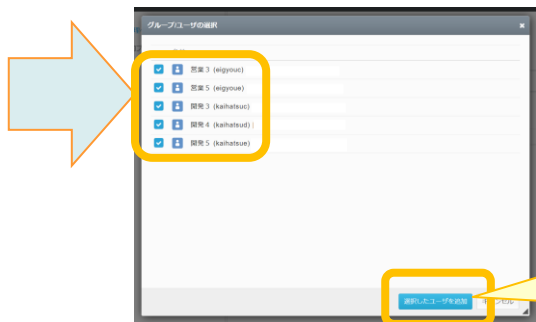 グループ/ユーザの選択
営業３ (eigyouc)
営業５ (eigyoue)
開発３ (kaihatsuc)
開発４ (kaihatsud)
開発５ (kaihatsue)
選択したユーザを追加